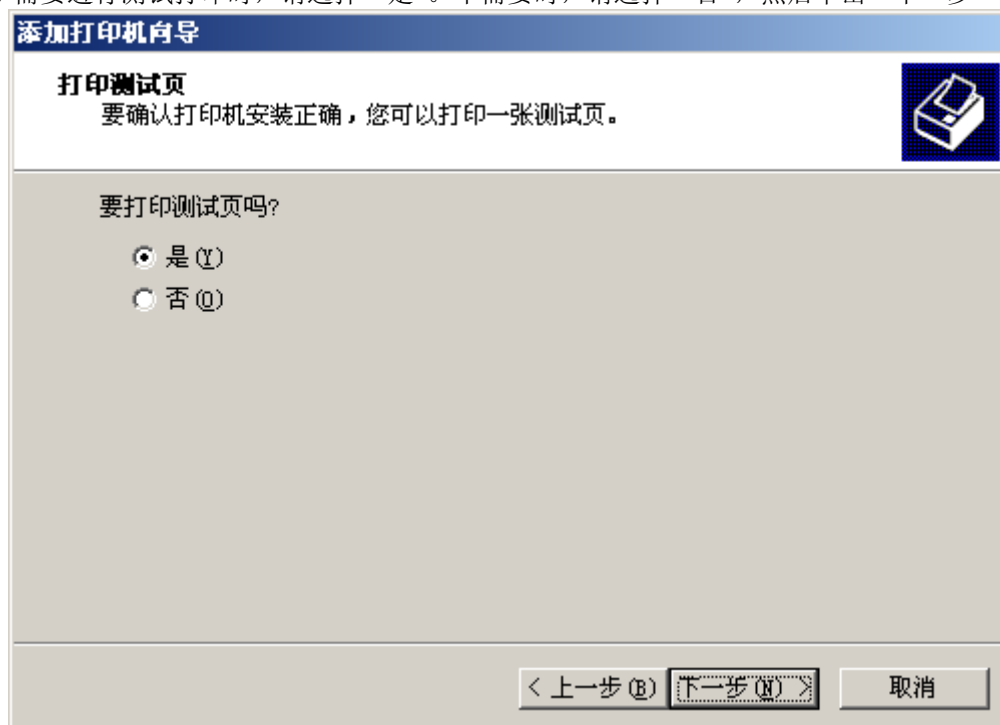 添加打印机向导
打印测试页
要确认打印机安装正确，您可以打印一张测试页。
要打印测试页吗?
是(Y)
否(O)
< 上一步(B) 下一步(N) > 取消